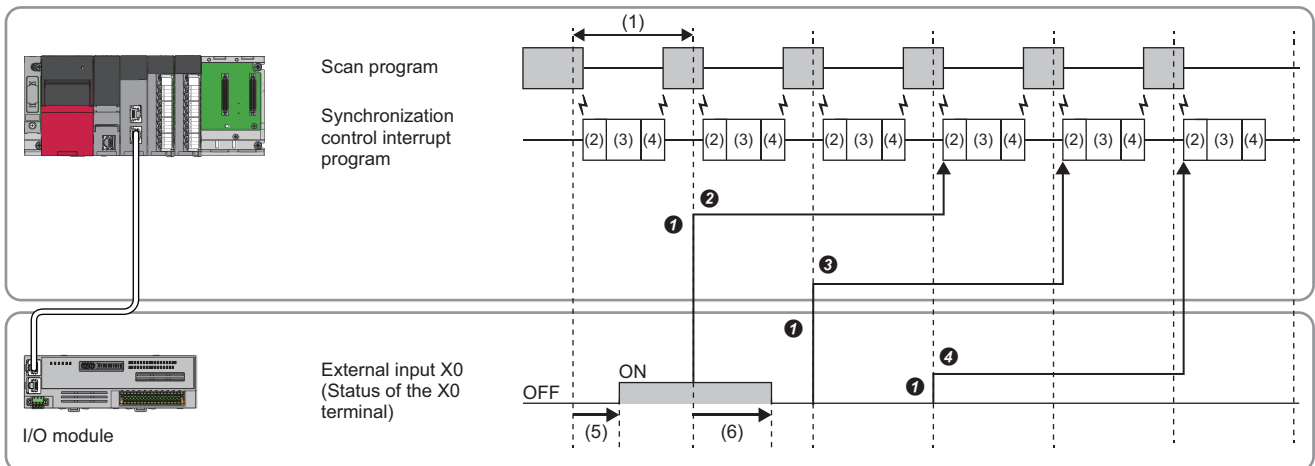 (1)
Scan program
Synchronization
control interrupt
program
(2) (3) (4) (2) (3) (4) (2) (3) (4) (2) (3) (4) (2) (3) (4) (2) (3) (4)
❷
❶
❸
❶
External input X0
(Status of the X0
terminal)
OFF
ON
❹
❶
(5)
(6)
I/O module